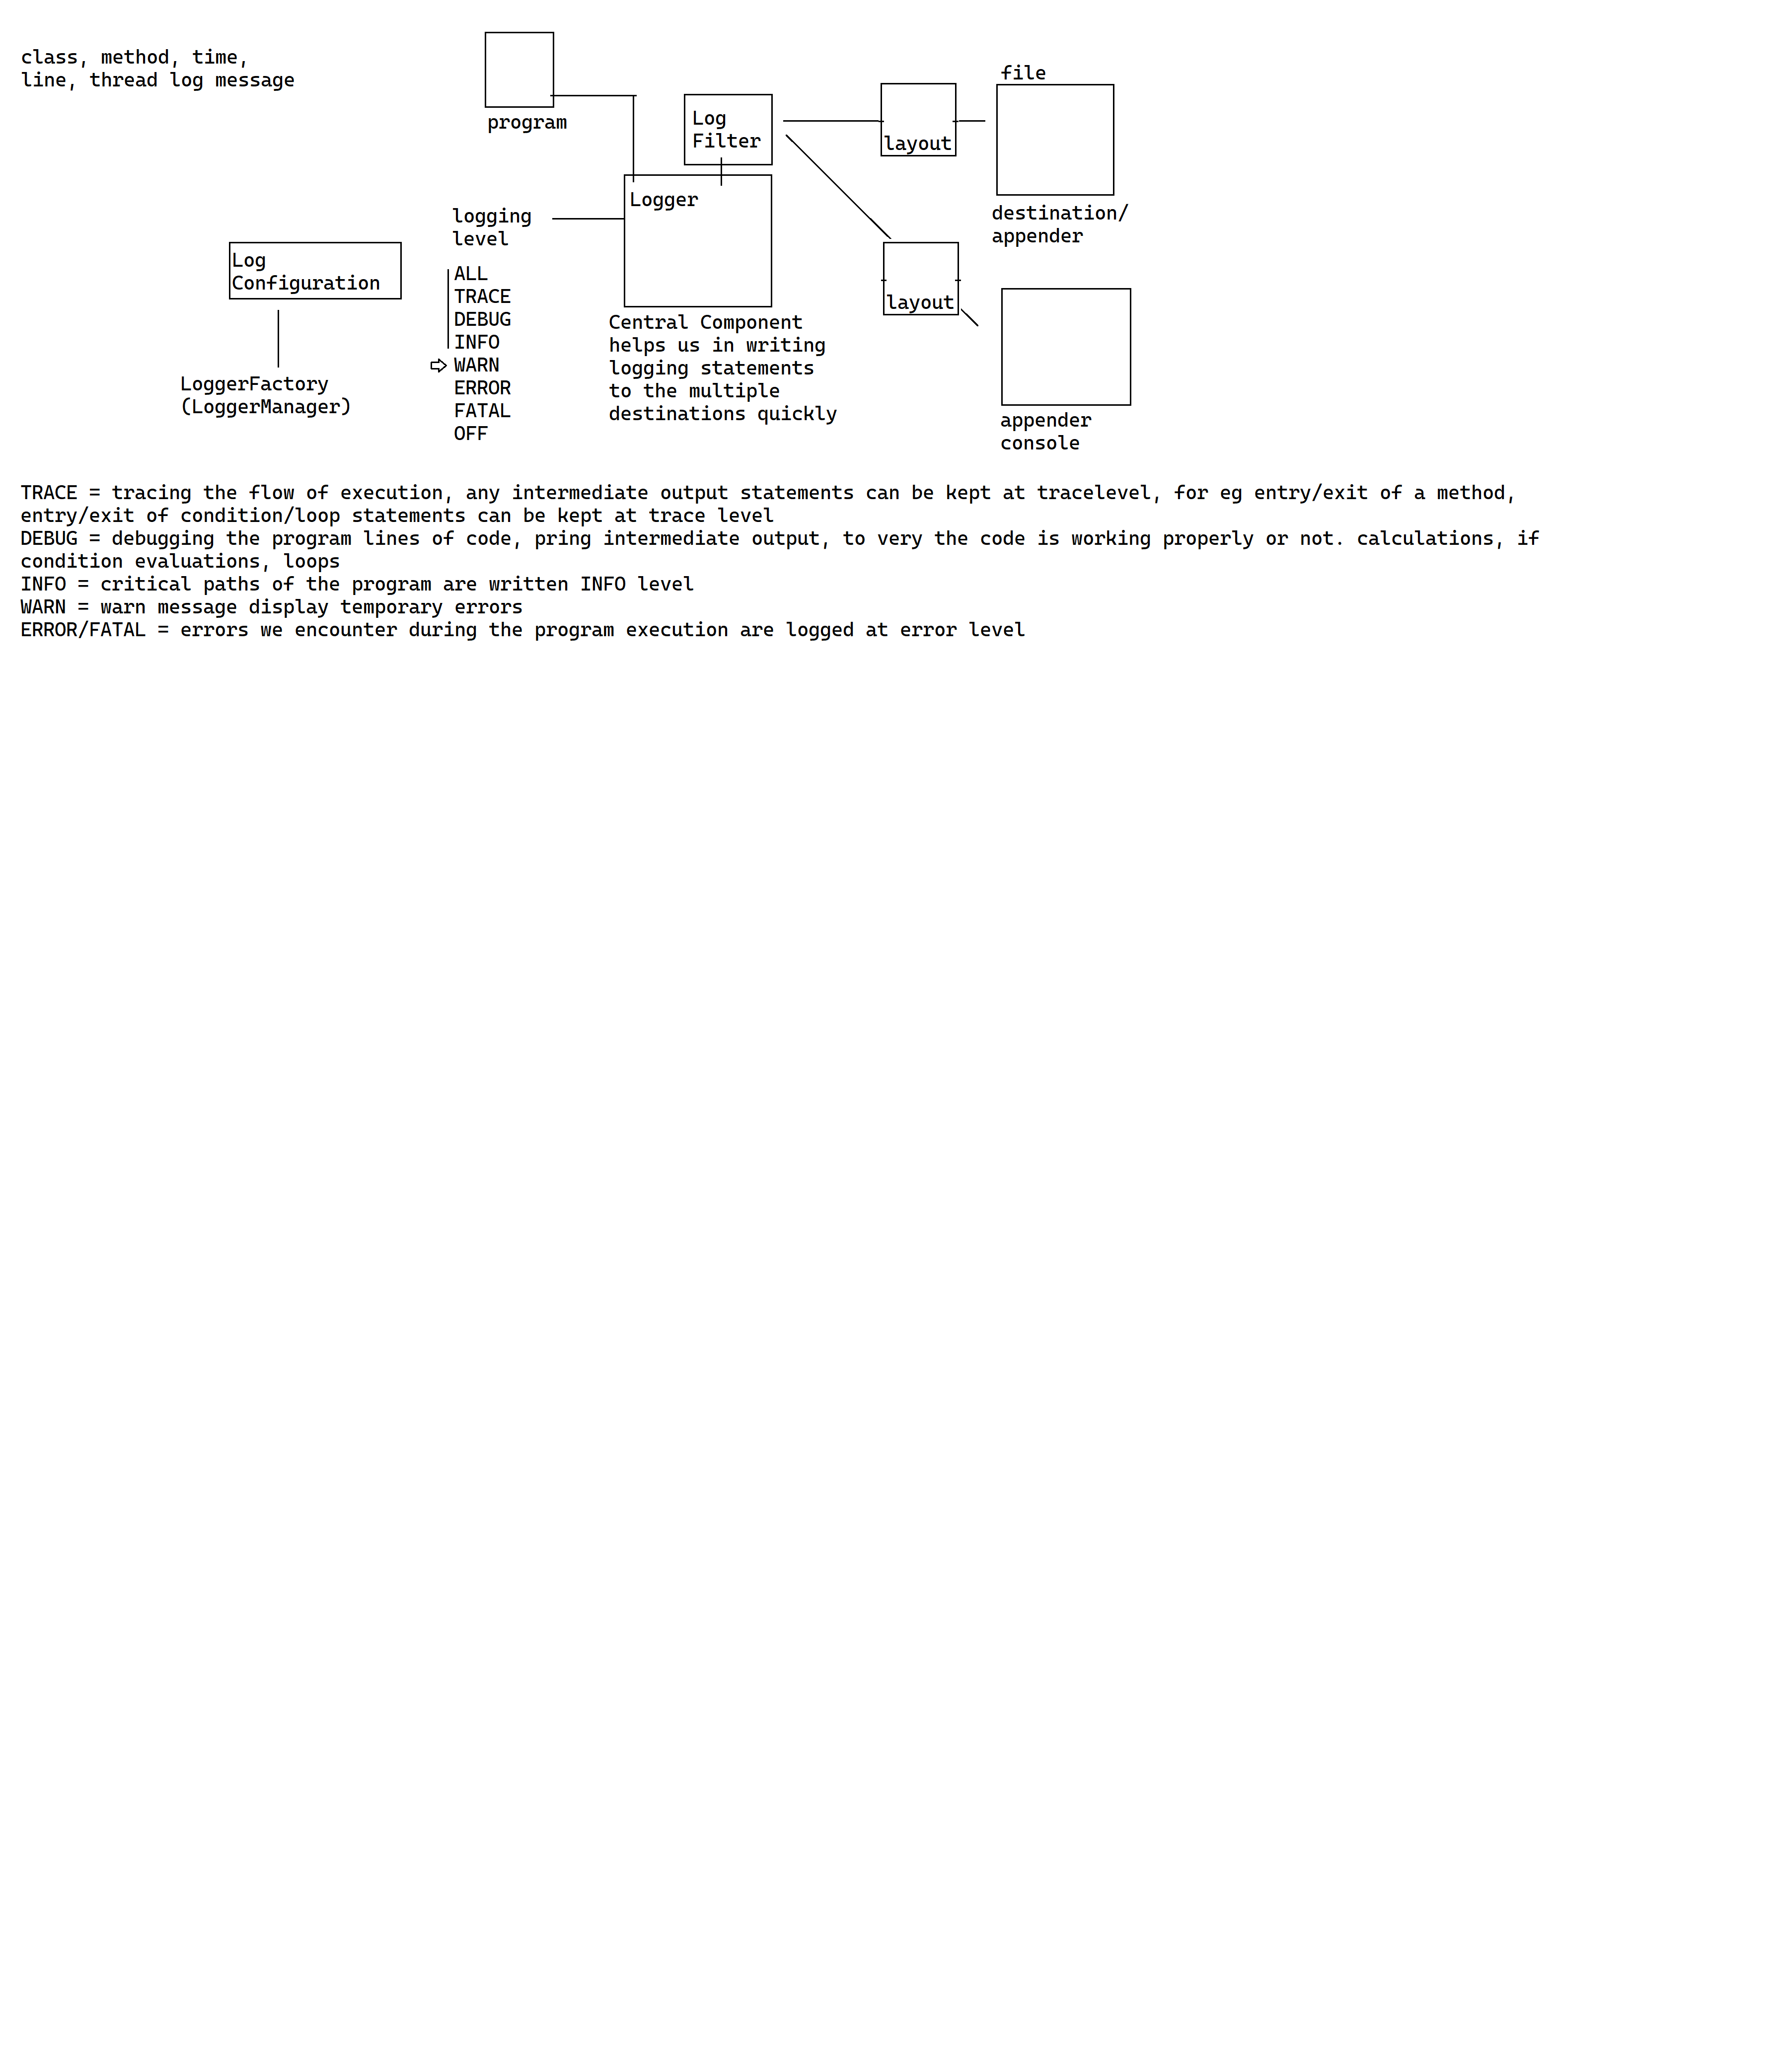 class, method, time,
line, thread log message
program
Log
Filter
layout
file
destination/
appender
Logger
logging
level
Log
Configuration
LoggerFactory
(LoggerManager)
ALL
TRACE
DEBUG
INFO
WARN
ERROR
FATAL
OFF
Central Component
helps us in writing
logging statements
to the multiple
destinations quickly
layout
appender
console
TRACE = tracing the flow of execution, any intermediate output statements can be kept at tracelevel, for eg entry/exit of a method,
entry/exit of condition/loop statements can be kept at trace level
DEBUG = debugging the program lines of code, pring intermediate output, to very the code is working properly or not. calculations, if
condition evaluations, loops
INFO = critical paths of the program are written INFO level
WARN = warn message display temporary errors
ERROR/FATAL = errors we encounter during the program execution are logged at error level